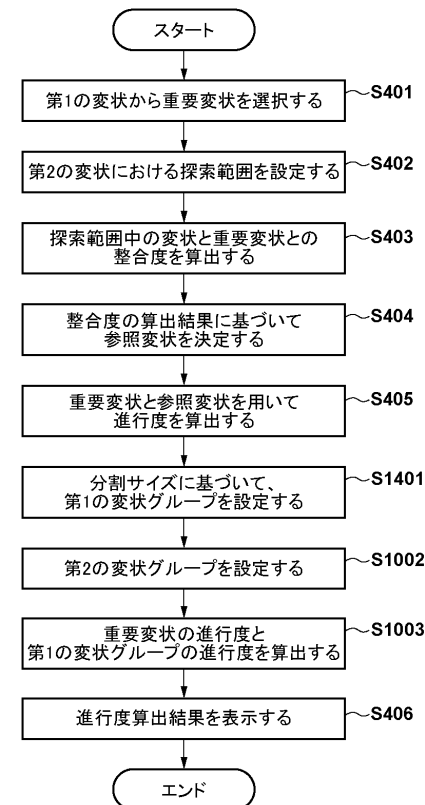 スタート
第1の変状から重要変状を選択する
S401
第2の変状における探索範囲を設定する
S402
探索範囲中の変状と重要変状との
整合度を算出する
S403
整合度の算出結果に基づいて
参照変状を決定する
S404
重要変状と参照変状を用いて
進行度を算出する
S405
分割サイズに基づいて、
第1の変状グループを設定する
S1401
第2の変状グループを設定する
S1002
重要変状の進行度と
第1の変状グループの進行度を算出する
S1003
進行度算出結果を表示する
S406
エンド